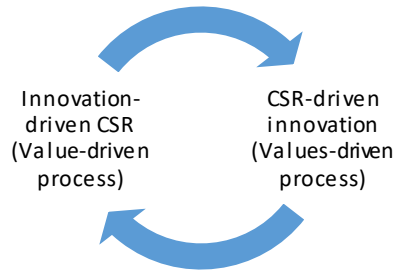 Innovation-
driven CSR
(Value-driven
process)
CSR-driven
innovation
(Values-driven
process)